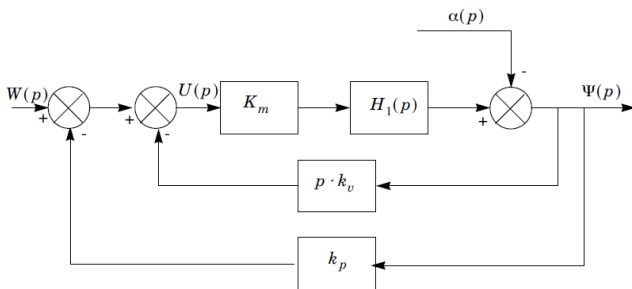 α(p)
-
W(p)
U(p)
Ψ(p)
K_m
H_1(p)
+
-
+
-
+
p · k_v
k_p